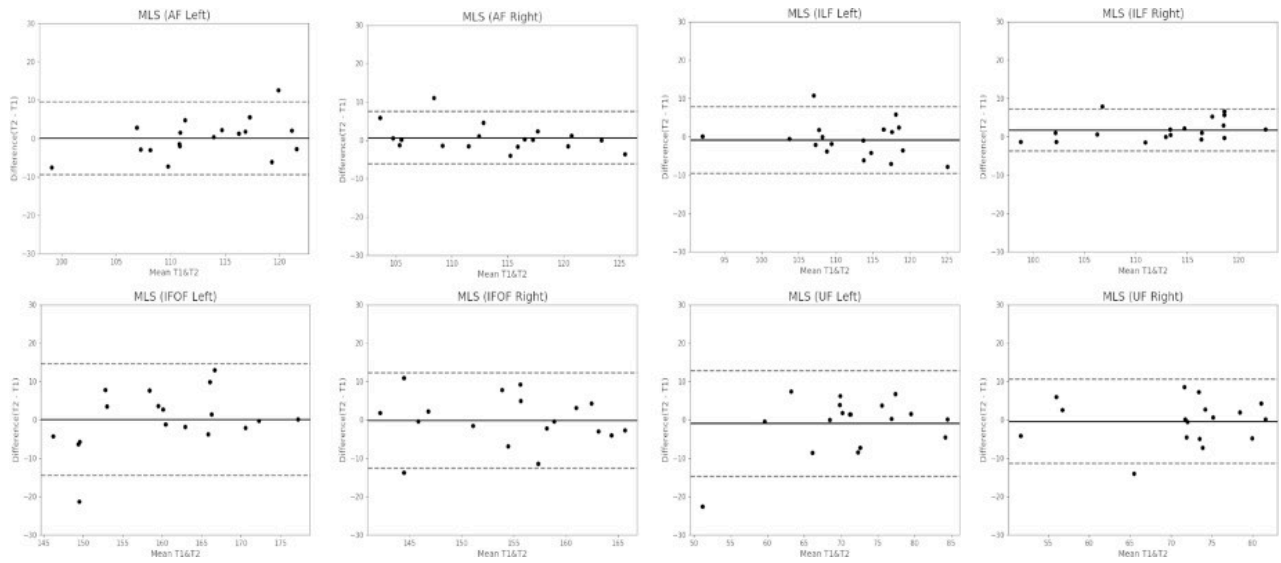 MLS (AF Left)
30
20
10
0
−10
−20
−30
Difference(T2 - T1)
100 105 110 115 120
Mean T1&T2
MLS (AF Right)
30
20
10
0
−10
−20
−30
Difference(T2 - T1)
105 110 115 120 125
Mean T1&T2
MLS (ILF Left)
30
20
10
0
−10
−20
−30
Difference(T2 - T1)
95 100 105 110 115 120 125
Mean T1&T2
MLS (ILF Right)
30
20
10
0
−10
−20
−30
Difference(T2 - T1)
100 105 110 115 120
Mean T1&T2
MLS (IFOF Left)
30
20
10
0
−10
−20
−30
Difference(T2 - T1)
145 150 155 160 165 170 175
Mean T1&T2
MLS (IFOF Right)
30
20
10
0
−10
−20
−30
Difference(T2 - T1)
145 150 155 160 165
Mean T1&T2
MLS (UF Left)
30
20
10
0
−10
−20
−30
Difference(T2 - T1)
50 55 60 65 70 75 80 85
Mean T1&T2
MLS (UF Right)
30
20
10
0
−10
−20
−30
Difference(T2 - T1)
55 60 65 70 75 80
Mean T1&T2